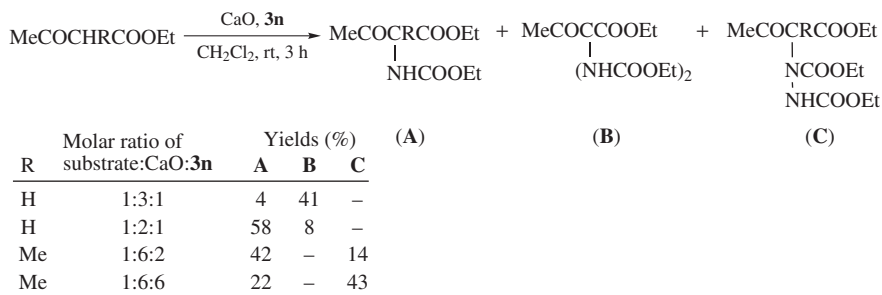 CaO, 3n
MeCOCHRCOOEt
CH2Cl2, rt, 3 h
MeCOCRCOOEt + MeCOCCOOEt + MeCOCRCOOEt
NHCOOEt (NHCOOEt)2 NCOOEt
NHCOOEt
(A) (B) (C)
Molar ratio of Yields (%)
R substrate:CaO:3n A B C
H 1:3:1 4 41 –
H 1:2:1 58 8 –
Me 1:6:2 42 – 14
Me 1:6:6 22 – 43